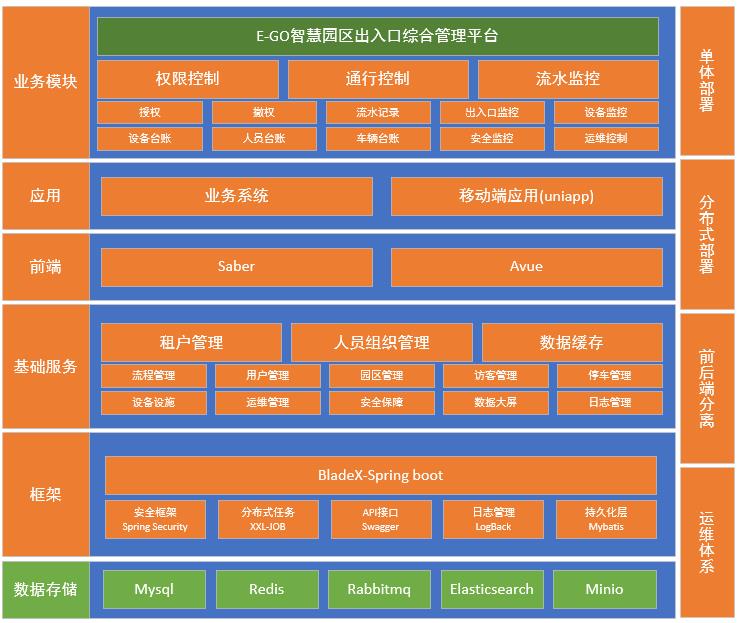 E-GO智慧园区出入口综合管理平台
业务模块
权限控制
通行控制
流水监控
授权
撤权
流水记录
出入口监控
设备监控
设备台账
人员台账
车辆台账
安全监控
运维控制
应用
业务系统
移动端应用(uniapp)
前端
Saber
Avue
基础服务
租户管理
人员组织管理
数据缓存
流程管理
用户管理
园区管理
访客管理
停车管理
设备设施
运维管理
安全保障
数据大屏
日志管理
框架
BladeX-Spring boot
安全框架
Spring Security
分布式任务
XXL-JOB
API接口
Swagger
日志管理
LogBack
持久化层
Mybatis
数据存储
Mysql
Redis
Rabbitmq
Elasticsearch
Minio
单体部署
分布式部署
前后端分离
运维体系